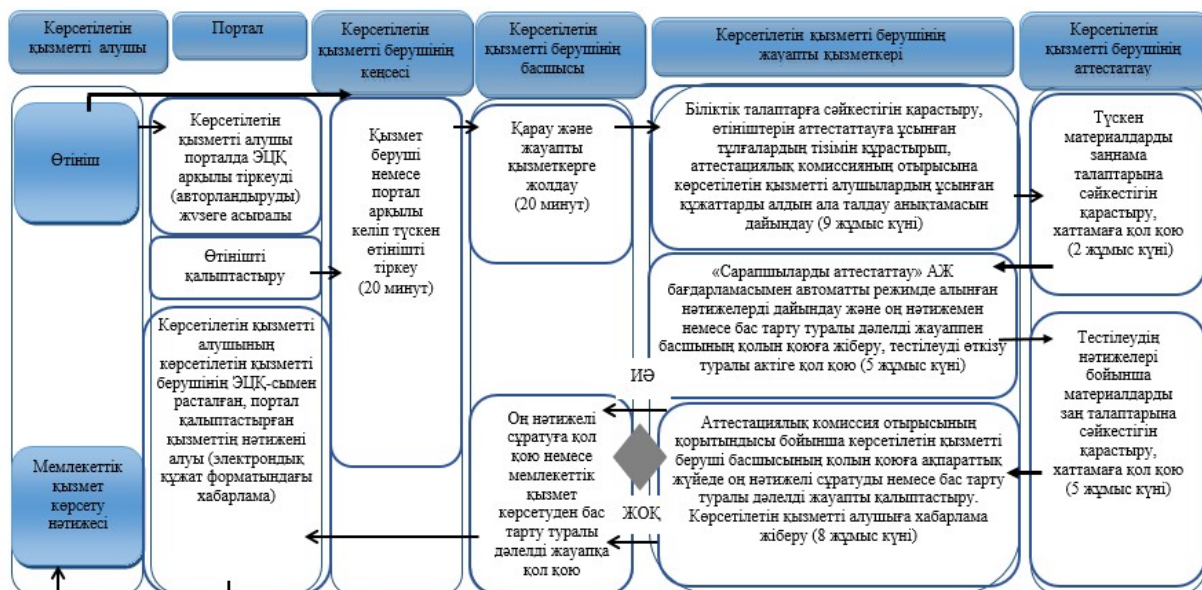 Көрсетілетін
қызметті алушы
Портал
Көрсетілетін
қызметті берушінің
кеңсесі
Көрсетілетін
қызметті берушінің
басшысы
Көрсетілетін қызметті берушінің
жауапты қызметкері
Көрсетілетін
қызметті берушінің
аттестаттау
Өтініш
Көрсетілетін
қызметті алушы
порталда ЭЦҚ
арқылы тіркеуді
(авторландыруды)
жүзеге асырады
Өтінішті
қалыптастыру
Қызмет
беруші
немесе
портал
арқылы
келіп түскен
өтінішті
тіркеу
(20 минут)
Қарау және
жауапты
қызметкерге
жолдау
(20 минут)
Біліктік талаптарға сәйкестігін қарастыру,
өтініштерін аттестаттауға ұсынған
тұлғалардың тізімін құрастырып,
аттестациялық комиссияның отырысына
көрсетілетін қызметті алушылардың ұсынған
құжаттарды алдын ала талдау анықтамасын
дайындау (9 жұмыс күні)
Түскен
материалдарды
заңнама
талаптарына
сәйкестігін
қарастыру,
хаттамаға қол қою
(2 жұмыс күні)
«Сарапшыларды аттестаттау» АЖ
бағдарламасымен автоматты режимде алынған
нәтижелерді дайындау және оң нәтижемен
немесе бас тарту туралы дәлелді жауаппен
басшының қолын қоюға жіберу, тестілеуді өткізу
туралы актіге қол қою (5 жұмыс күні)
Тестілеудің
нәтижелері
бойынша
материалдарды
заң талаптарына
сәйкестігін
қарастыру,
хаттамаға қол қою
(5 жұмыс күні)
ИӘ
ЖОҚ
Аттестациялық комиссия отырысының
қорытындысы бойынша көрсетілетін қызметті
беруші басшысының қолын қоюға ақпараттық
жүйеде оң нәтижелі сұратуды немесе бас тарту
туралы дәлелді жауапты қалыптастыру.
Көрсетілетін қызметті алушыға хабарлама
жіберу (8 жұмыс күні)
Оң нәтижелі
сұратуға қол
қою немесе
мемлекеттік
қызмет
көрсетуден бас
тарту туралы
дәлелді жауапқа
қол қою
Көрсетілетін қызметті
алушының
көрсетілетін қызметті
берушінің ЭЦҚ-сымен
расталған, портал
қалыптастырған
қызметтің нәтижені
алуы (электрондық
құжат форматындағы
хабарлама)
Мемлекеттік
қызмет
көрсету
нәтижесі